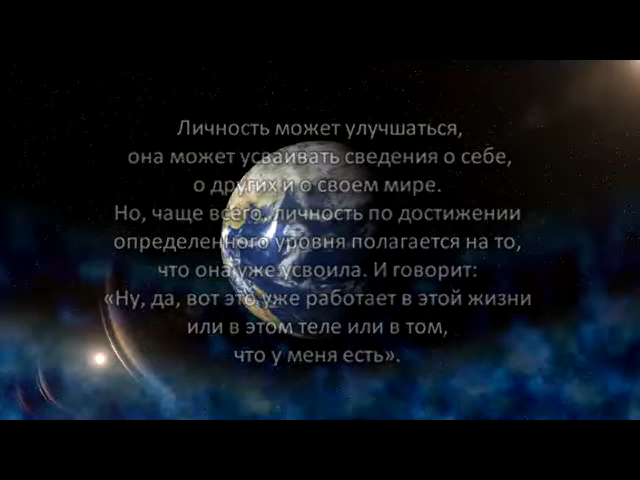 Личность может улучшаться,
она может усваивать сведения о себе,
о других и о своем мире.
Но, чаще всего, личность по достижении
определенного уровня полагается на то,
что она уже усвоила. И говорит:
«Ну, да, вот это уже работает в этой жизни
или в этом теле или в том,
что у меня есть».